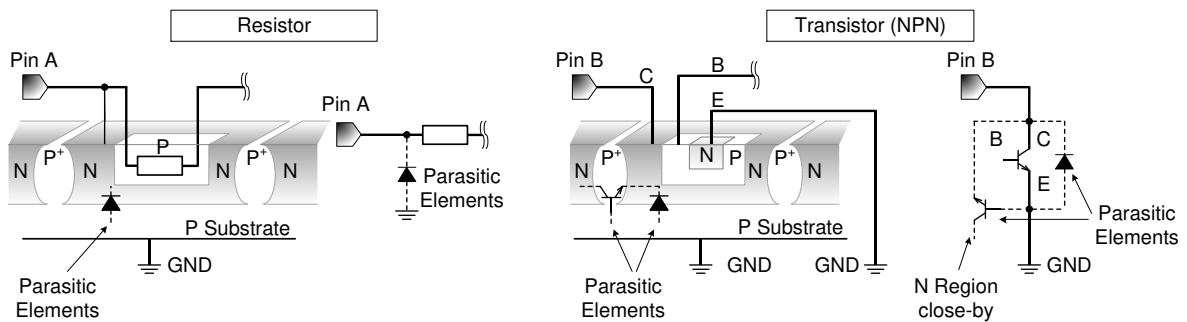 Resistor
Pin A
N
P+
N
P
N
P+
N
Parasitic
Elements
P Substrate
GND
Pin A
Parasitic
Elements
Transistor (NPN)
Pin B
C
B
E
N
P+
N
N
P
N
P+
N
P Substrate
Parasitic
Elements
GND
GND
Pin B
B
C
E
Parasitic
Elements
GND
N Region
close-by